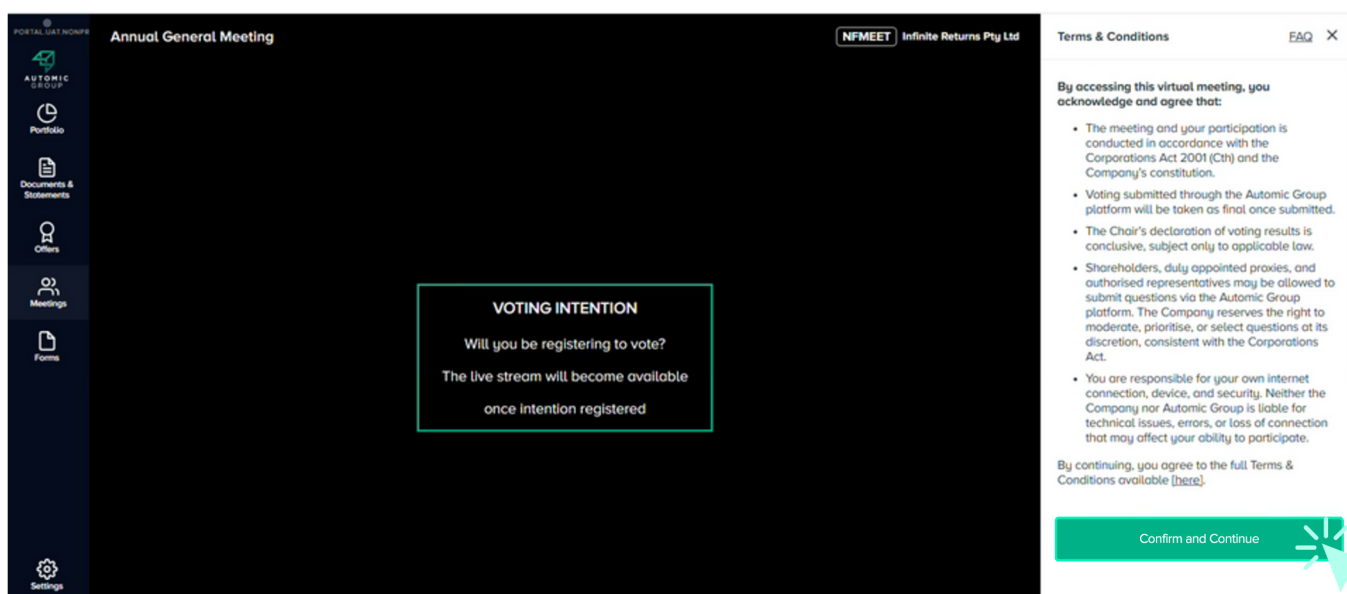 PORTAL.UAT.NONPR
AUTOMIC
GROUP
Portfolio
Documents &
Statements
Offers
Meetings
Forms
Settings
Annual General Meeting
NFMEET Infinite Returns Pty Ltd
VOTING INTENTION
Will you be registering to vote?
The live stream will become available
once intention registered
Terms & Conditions
FAQ
By accessing this virtual meeting, you
acknowledge and agree that:
• The meeting and your participation is
conducted in accordance with the
Corporations Act 2001 (Cth) and the
Company's constitution.
• Voting submitted through the Automic Group
platform will be taken as final once submitted.
• The Chair's declaration of voting results is
conclusive, subject only to applicable law.
• Shareholders, duly appointed proxies, and
authorised representatives may be allowed to
submit questions via the Automic Group
platform. The Company reserves the right to
moderate, prioritise, or select questions at its
discretion, consistent with the Corporations
Act.
• You are responsible for your own internet
connection, device, and security. Neither the
Company nor Automic Group is liable for
technical issues, errors, or loss of connection
that may affect your ability to participate.
By continuing, you agree to the full Terms &
Conditions available [here].
Confirm and Continue